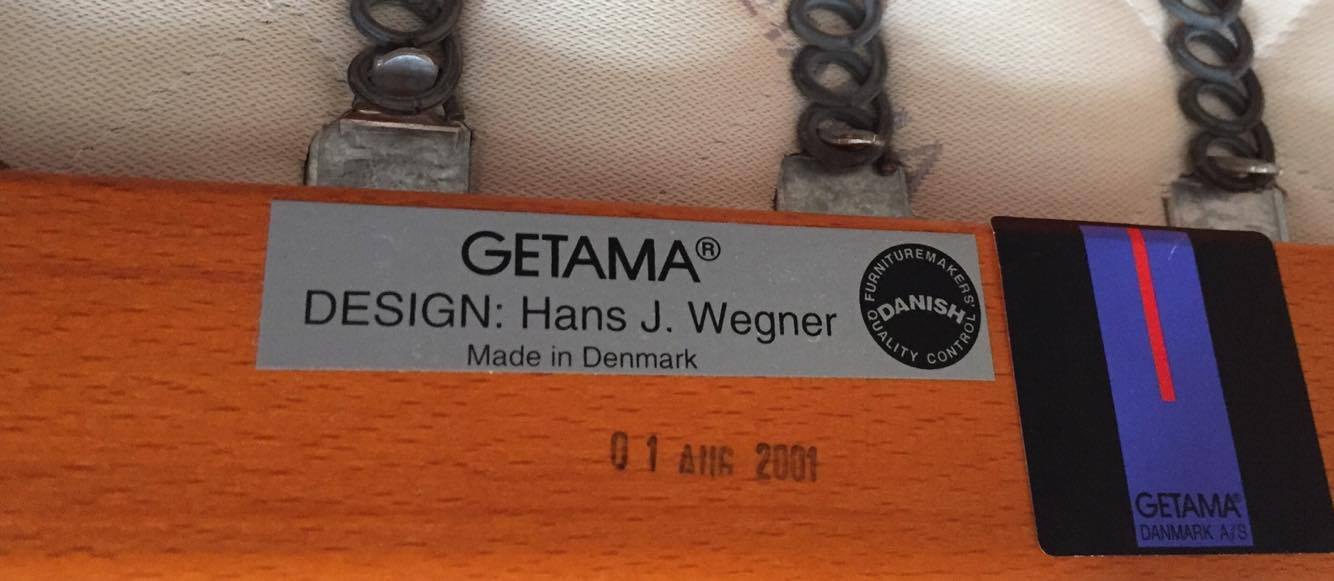 GETAMA®
DESIGN: Hans J. Wegner
Made in Denmark
FURNITUREMAKERS'
DANISH
QUALITY CONTROL
01 AUG 2001
GETAMA®
DANMARK A/S